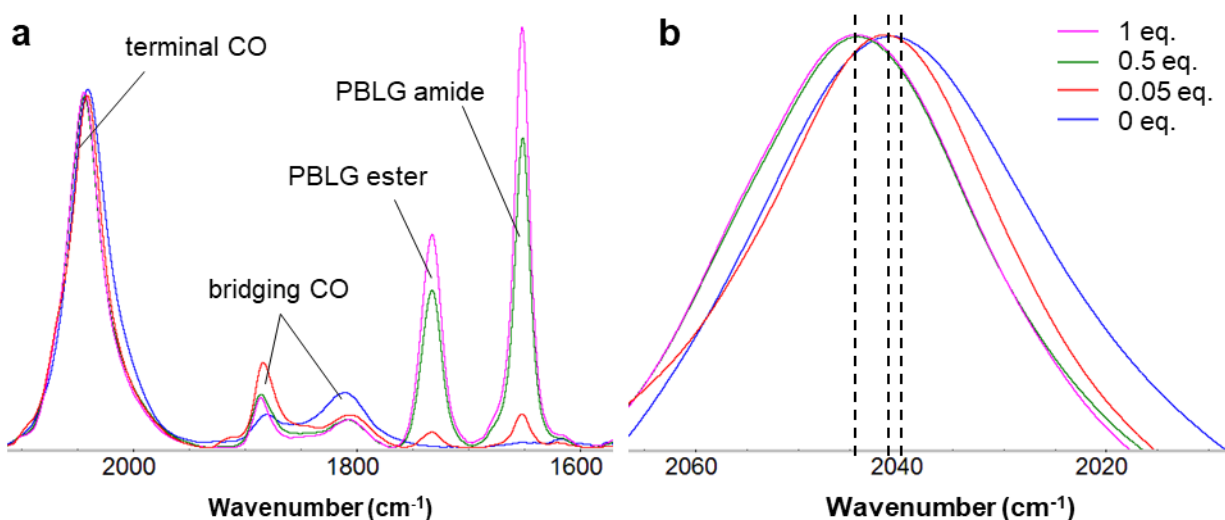 a
terminal CO
PBLG amide
PBLG ester
bridging CO
2000
1800
1600
Wavenumber (cm⁻¹)
b
1 eq.
0.5 eq.
0.05 eq.
0 eq.
2060
2040
2020
Wavenumber (cm⁻¹)